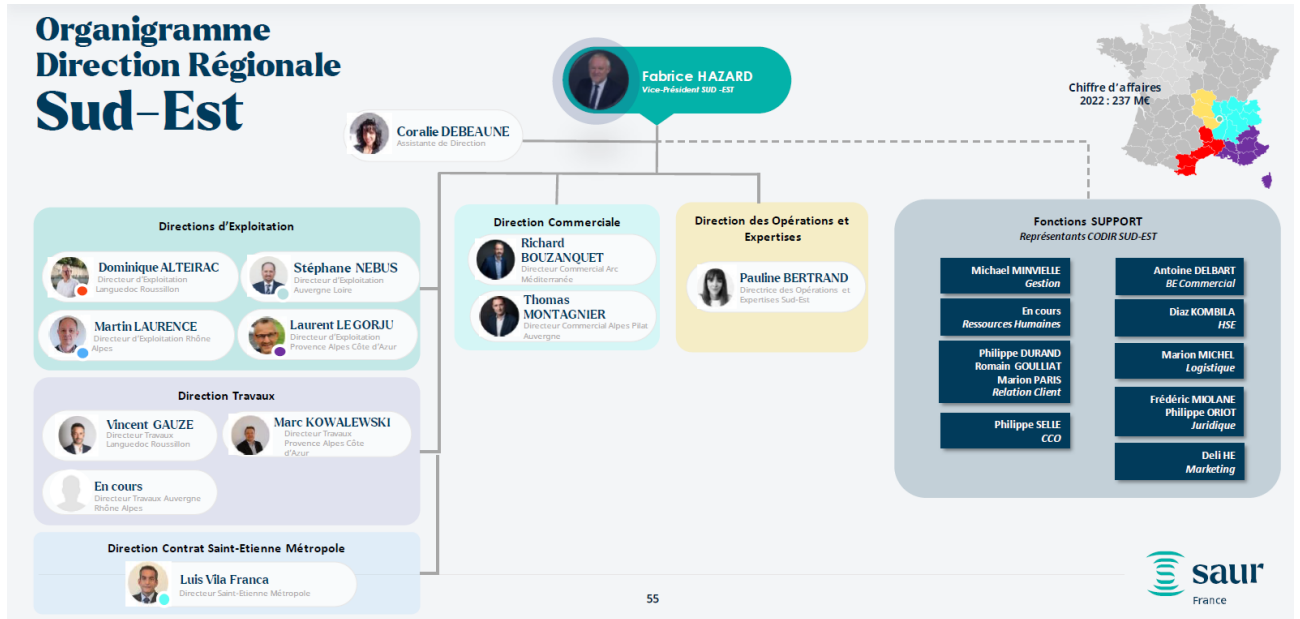 Organigramme
Direction Régionale
Sud-Est
Fabrice HAZARD
Vice-Président SUD -EST
Chiffre d'affaires
2022 : 237 M€
Coralie DEBEAUNE
Assistante de Direction
Directions d'Exploitation
Dominique ALTEIRAC
Directeur d'Exploitation
Languedoc Roussillon
Stéphane NEBUS
Directeur d'Exploitation
Auvergne Loire
Martin LAURENCE
Directeur d'Exploitation Rhône
Alpes
Laurent LE GORJU
Directeur d'Exploitation
Provence Alpes Côte d'Azur
Direction Travaux
Vincent GAUZE
Directeur Travaux
Languedoc Roussillon
Marc KOWALEWSKI
Directeur Travaux
Provence Alpes Côte
d'Azur
En cours
Directeur Travaux Auvergne
Rhône Alpes
Direction Contrat Saint-Etienne Métropole
Luis Vila Franca
Directeur Saint-Etienne Métropole
Direction Commerciale
Richard
BOUZANQUET
Directeur Commercial Arc
Méditerranée
Thomas
MONTAGNIER
Directeur Commercial Alpes Pilat
Auvergne
Direction des Opérations et
Expertises
Pauline BERTRAND
Directrice des Opérations et
Expertises Sud-Est
Fonctions SUPPORT
Représentants CODIR SUD-EST
Michael MINVIELLE
Gestion
En cours
Ressources Humaines
Philippe DURAND
Romain GOULLIAT
Marion PARIS
Relation Client
Philippe SELLE
CCO
Antoine DELBART
BE Commercial
Diaz KOMBILA
HSE
Marion MICHEL
Logistique
Frédéric MIOLANE
Philippe ORIOT
Juridique
Deli HE
Marketing
55
saur
France